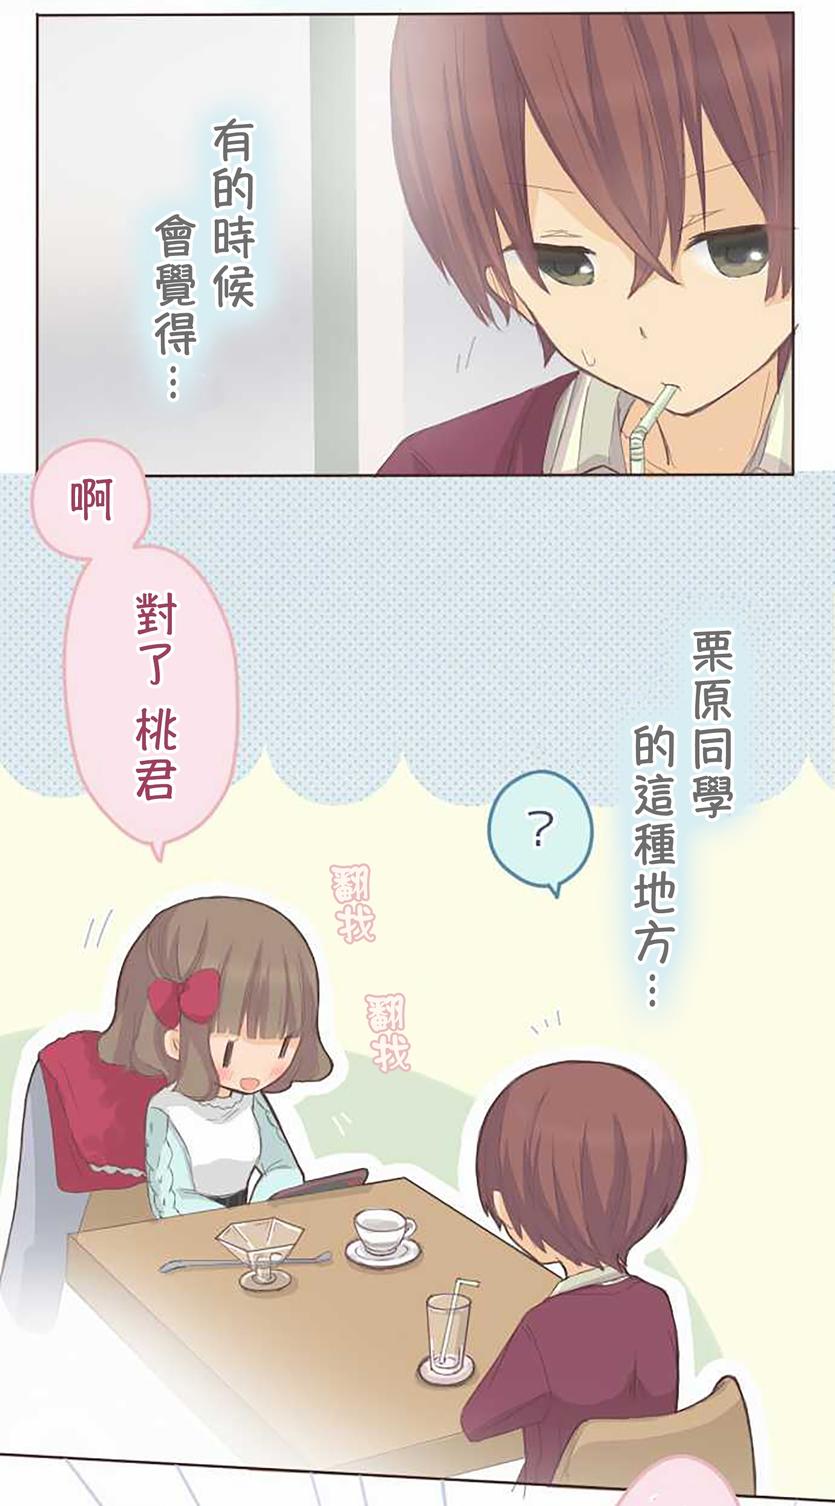 有的時候
會覺得…
啊
對了 桃君
栗原同學
的這種地方…
？
翻找
翻找